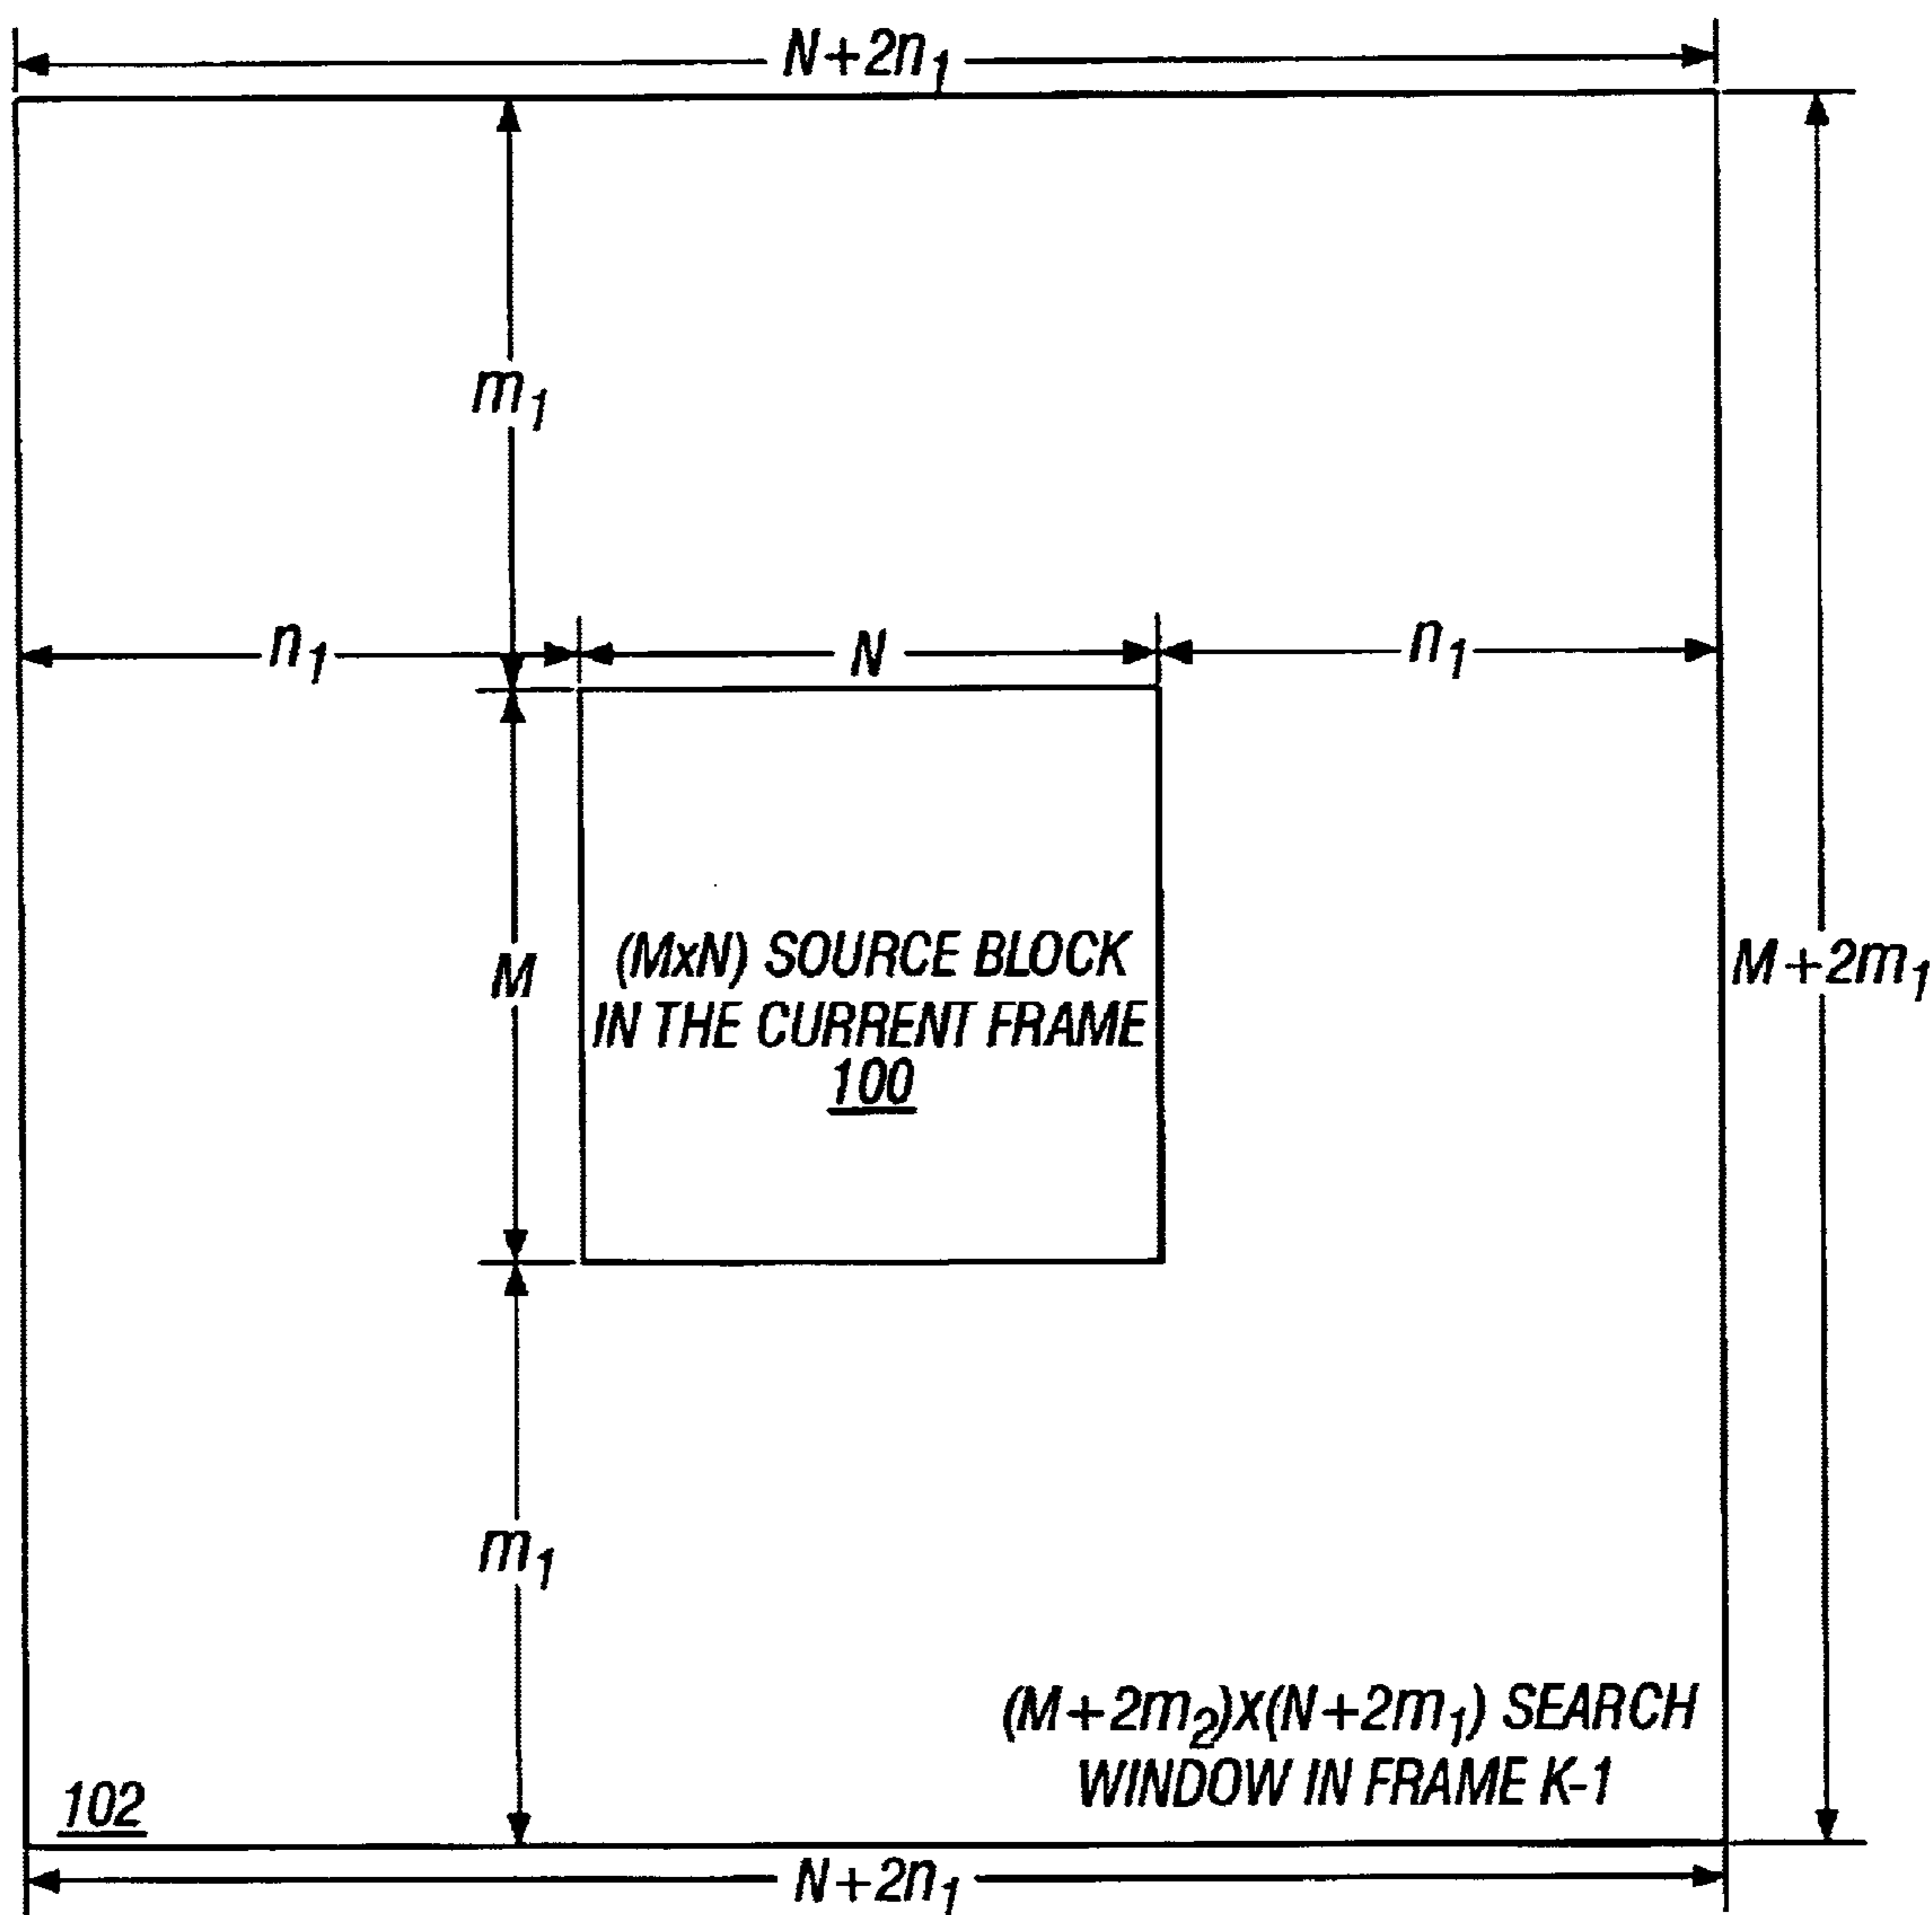 N+2n₁
m₁
n₁
N
n₁
M
(MxN) SOURCE BLOCK
IN THE CURRENT FRAME
100
M+2m₁
m₁
(M+2m₂)x(N+2m₁) SEARCH
WINDOW IN FRAME K-1
102
N+2n₁